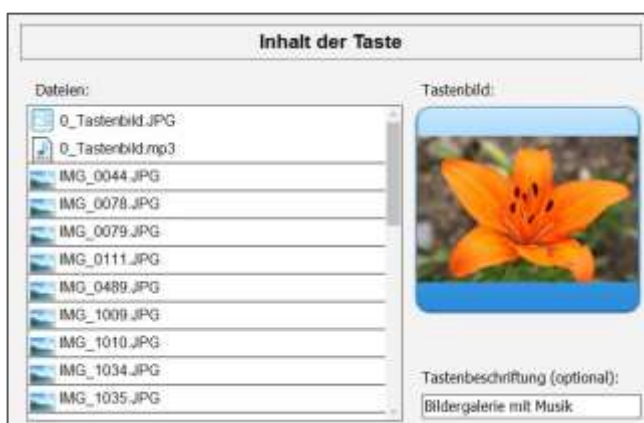 Inhalt der Taste
Dateien:
0_Tastenbild.JPG
0_Tastenbild.mp3
IMG_0044.JPG
IMG_0078.JPG
IMG_0079.JPG
IMG_0111.JPG
IMG_0489.JPG
IMG_1009.JPG
IMG_1010.JPG
IMG_1034.JPG
IMG_1035.JPG
Tastenbild:
Tastenbeschriftung (optional):
Bildergalerie mit Musik